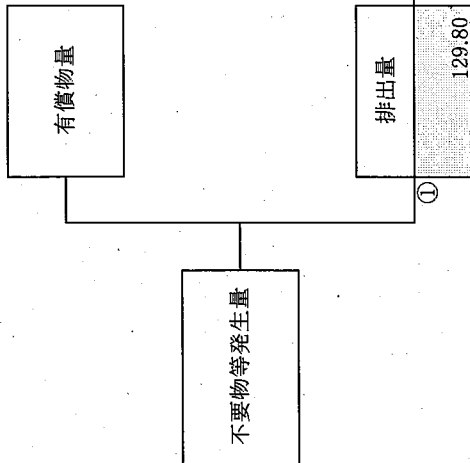 不要物等発生量
有償物量
①
排出量
129.80